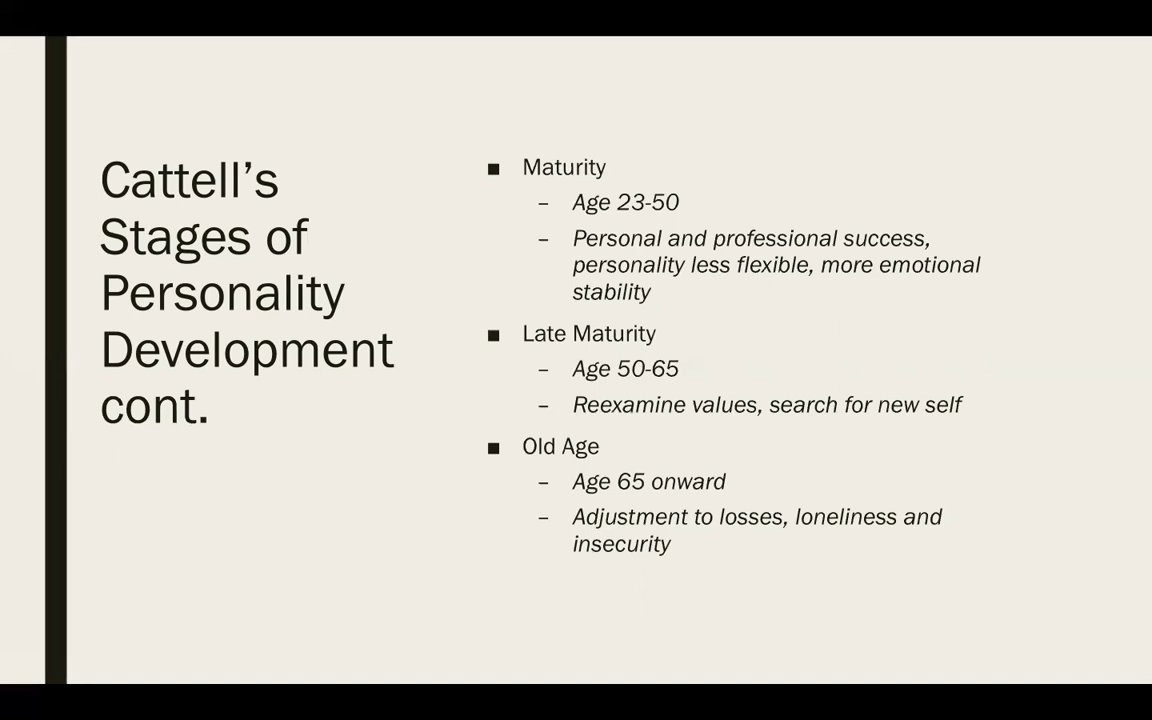 Cattell’s
Stages of
Personality
Development
cont.
■ Maturity
– Age 23-50
– Personal and professional success,
personality less flexible, more emotional
stability
■ Late Maturity
– Age 50-65
– Reexamine values, search for new self
■ Old Age
– Age 65 onward
– Adjustment to losses, loneliness and
insecurity